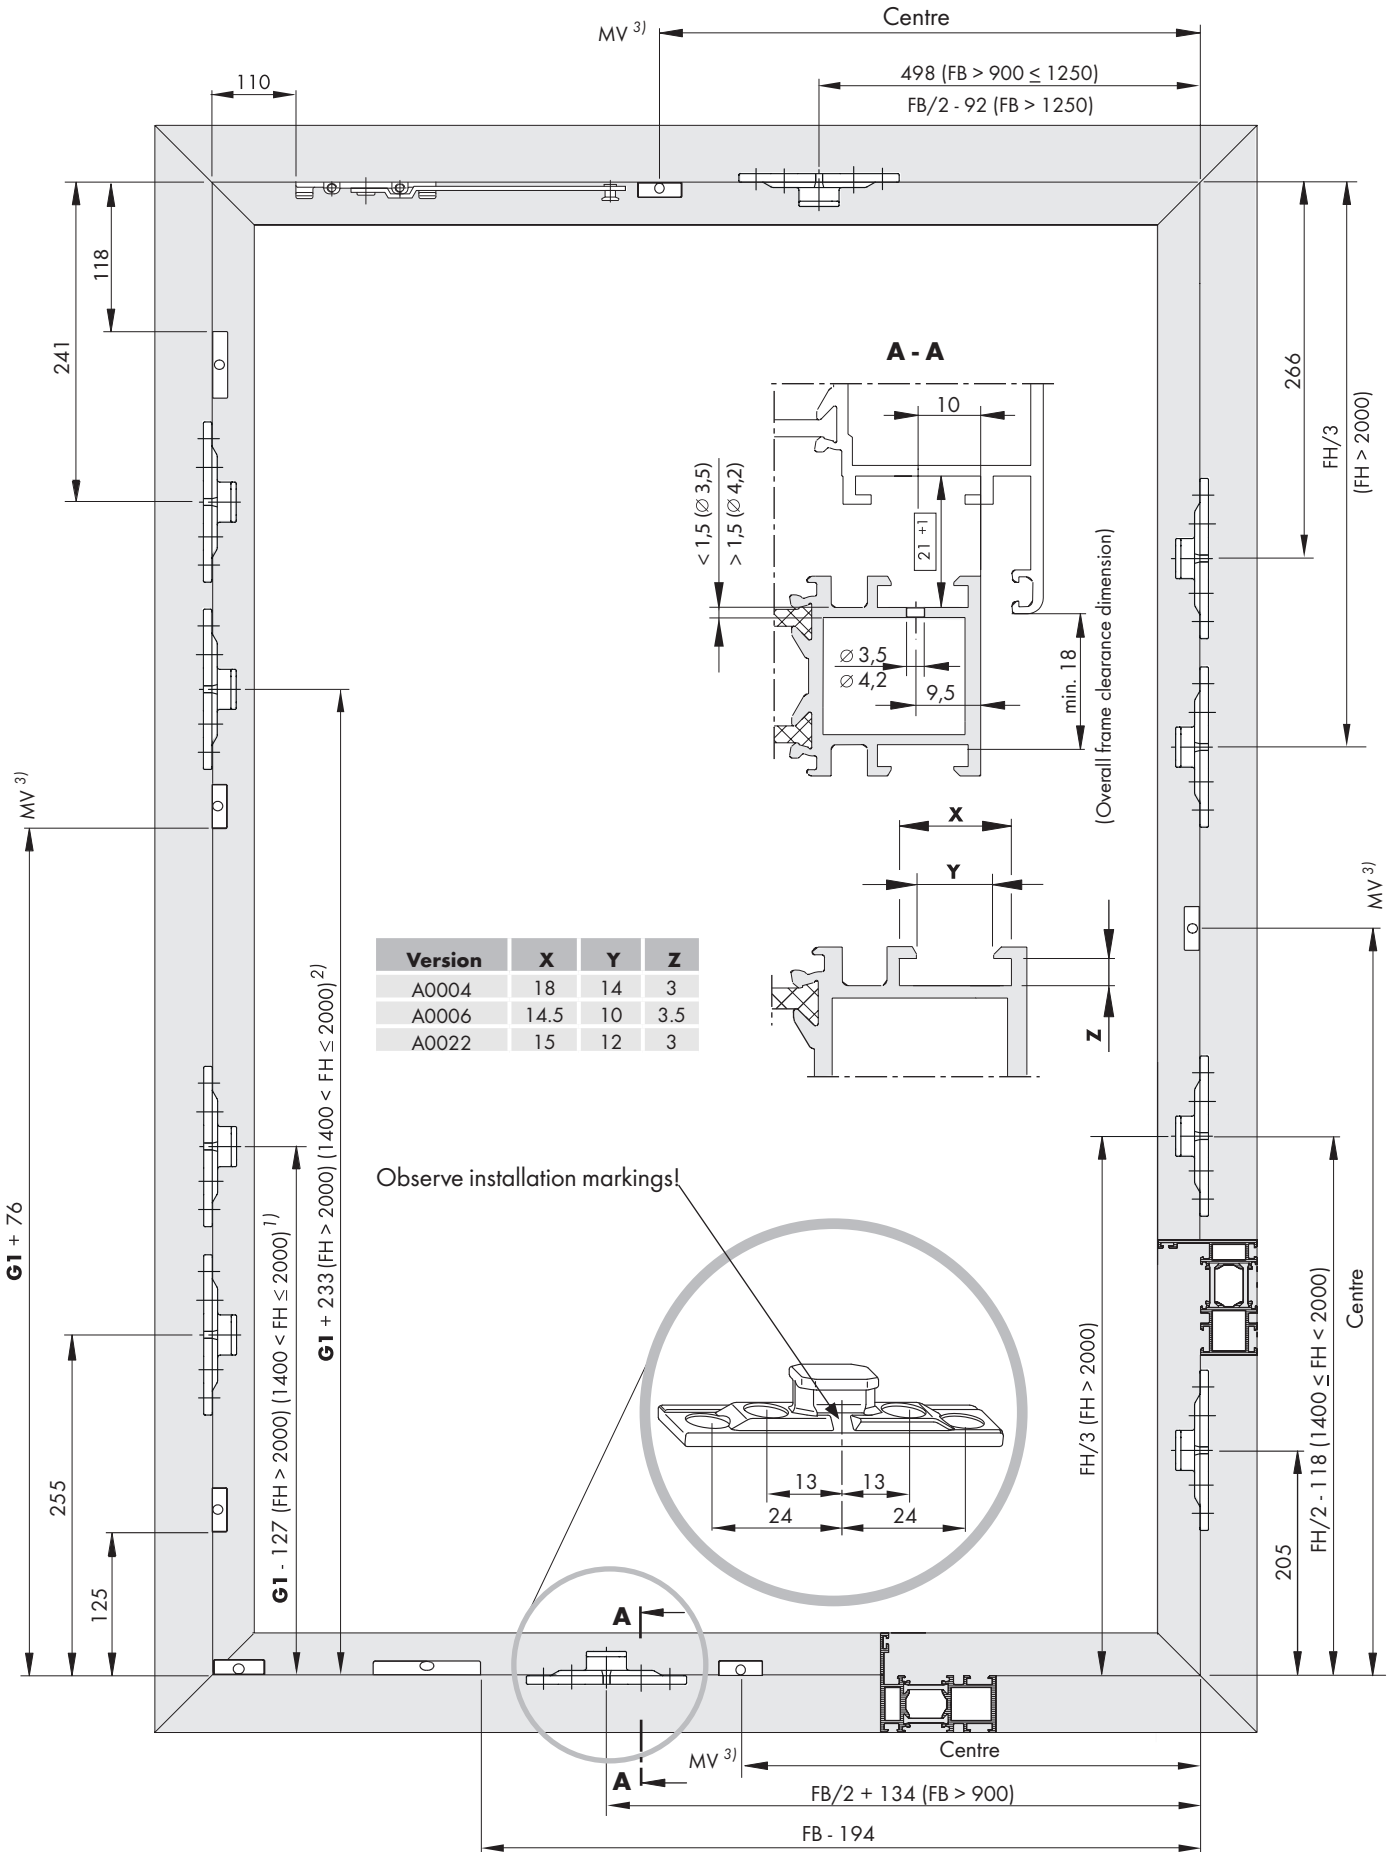 Centre
MV 3)
498 (FB > 900 ≤ 1250)
FB/2 - 92 (FB > 1250)
110
118
241
266
FH/3
(FH > 2000)
A - A
10
< 1,5 (Ø 3,5)
> 1,5 (Ø 4,2)
21 +1
Ø 3,5
Ø 4,2
9,5
min. 18
(Overall frame clearance dimension)
X
Y
Z
MV 3)
G1 + 76
MV 3)
Centre
Version X Y Z
A0004 18 14 3
A0006 14.5 10 3.5
A0022 15 12 3
Observe installation markings!
G1 - 127 (FH > 2000) (1400 < FH ≤ 2000) 1)
G1 + 233 (FH > 2000) (1400 < FH ≤ 2000) 2)
255
125
13 13
24 24
FH/3 (FH > 2000)
FH/2 - 118 (1400 ≤ FH < 2000)
205
A
A
MV 3)
Centre
FB/2 + 134 (FB > 900)
FB - 194